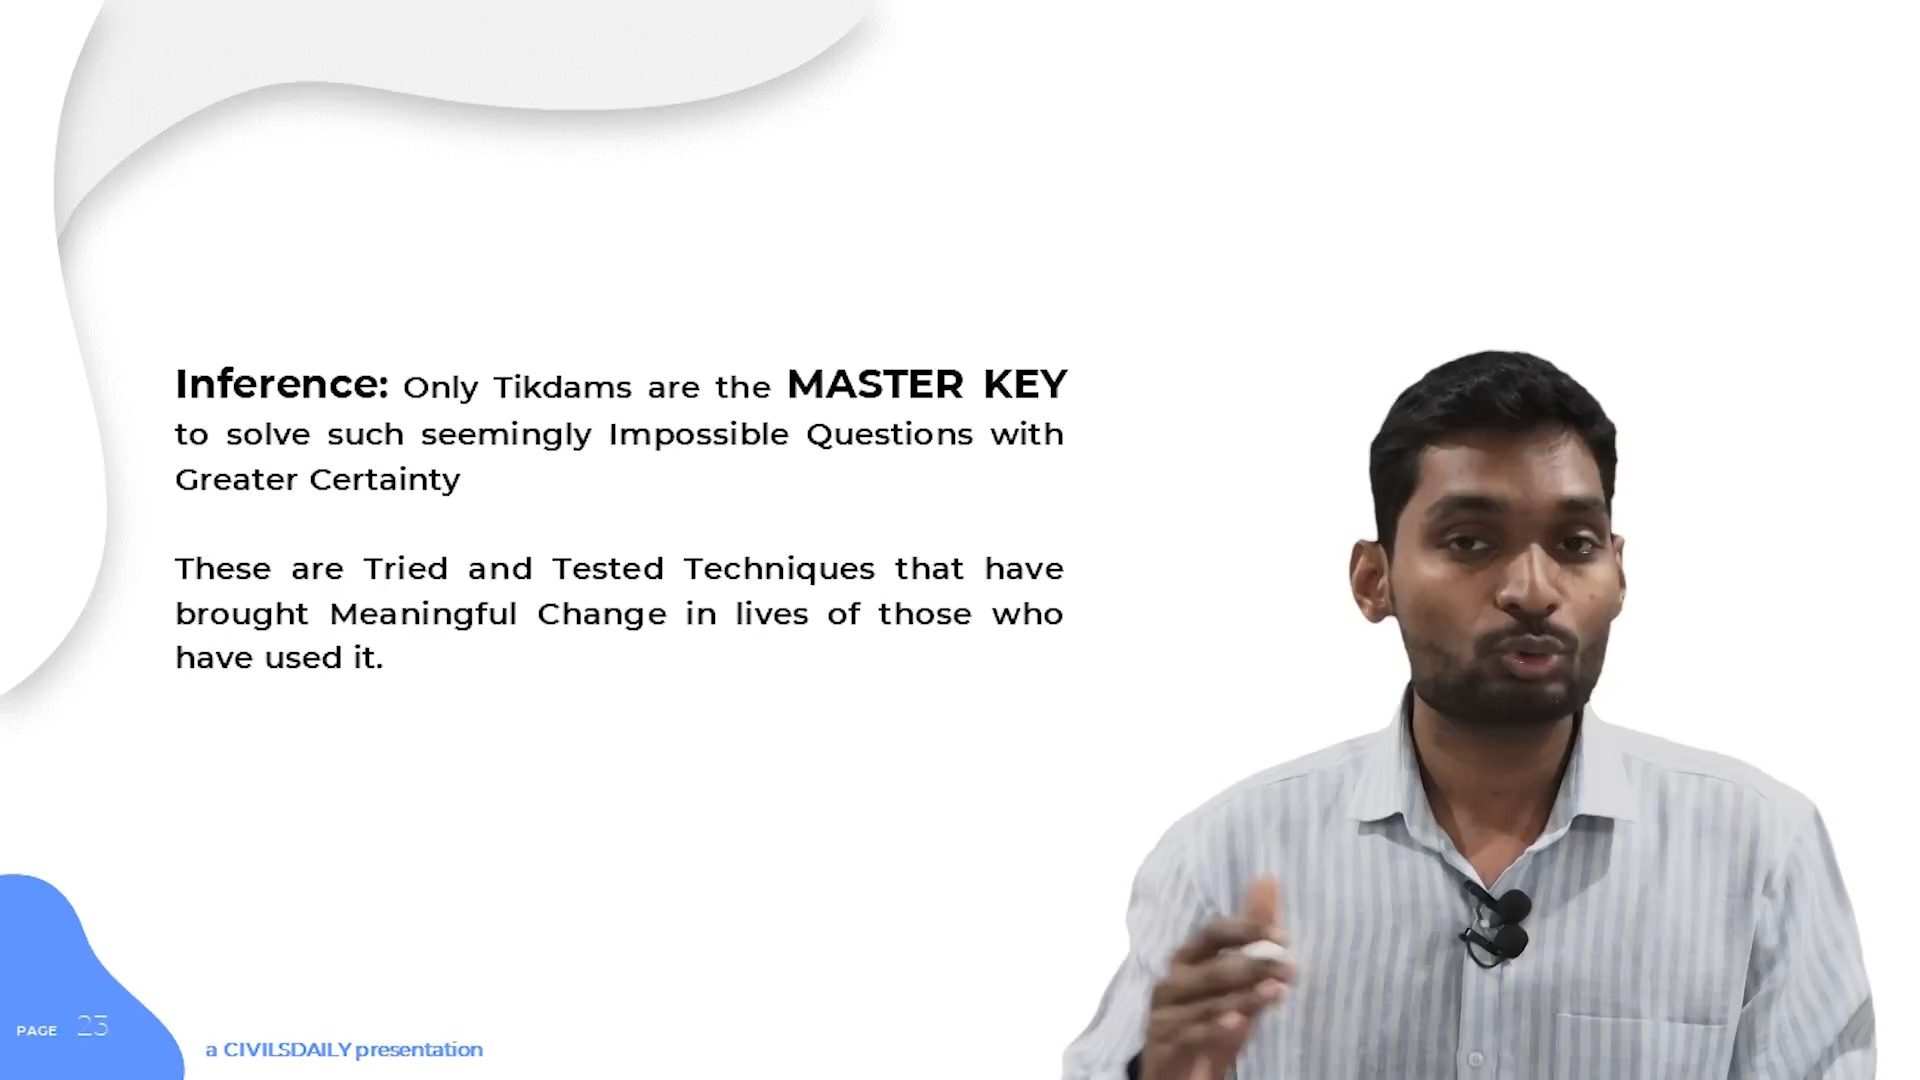 Inference: Only Tikdams are the MASTER KEY
to solve such seemingly Impossible Questions with
Greater Certainty
These are Tried and Tested Techniques that have
brought Meaningful Change in lives of those who
have used it.
PAGE 23
a CIVILSDAILY presentation